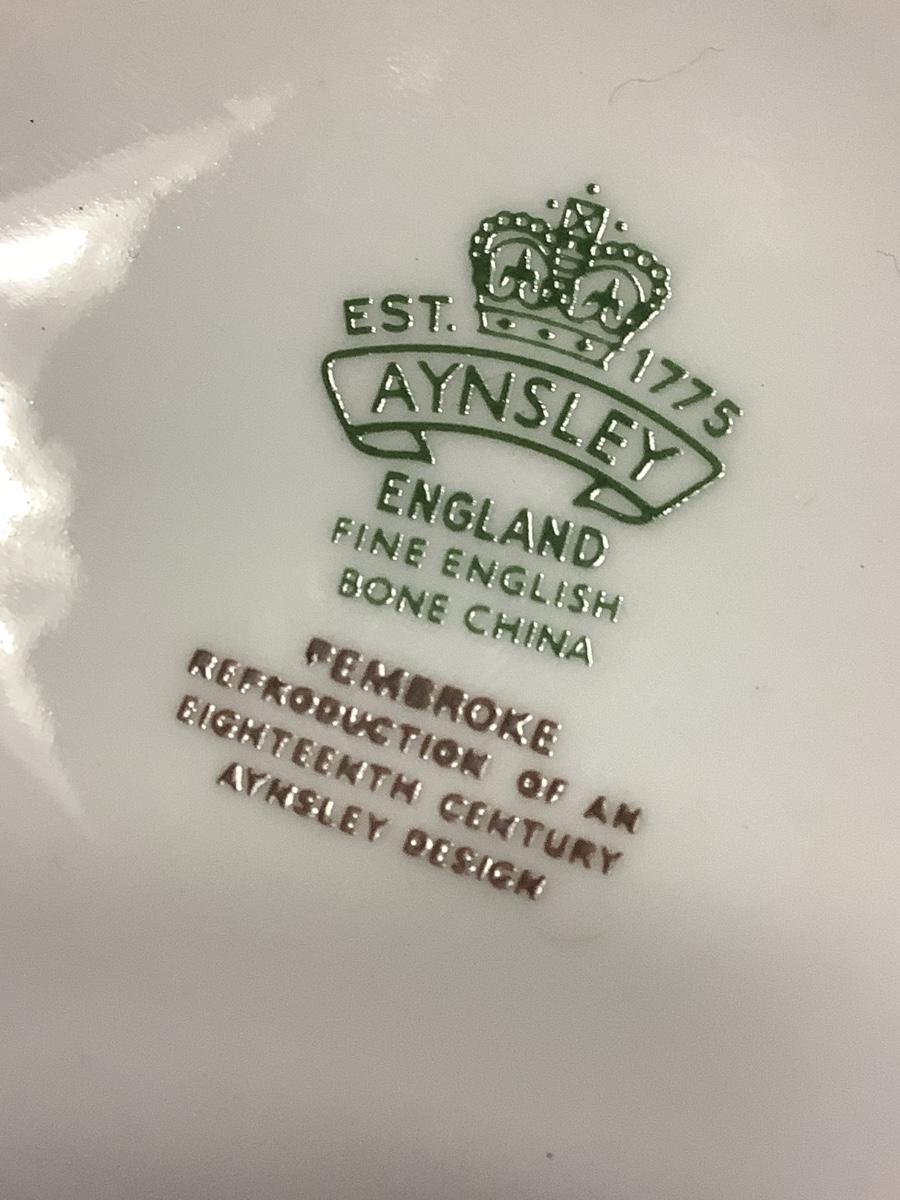 EST. 1775
AYNSLEY
ENGLAND
FINE ENGLISH
BONE CHINA
PEMBROKE
REPRODUCTION OF AN
EIGHTEENTH CENTURY
AYNSLEY DESIGN